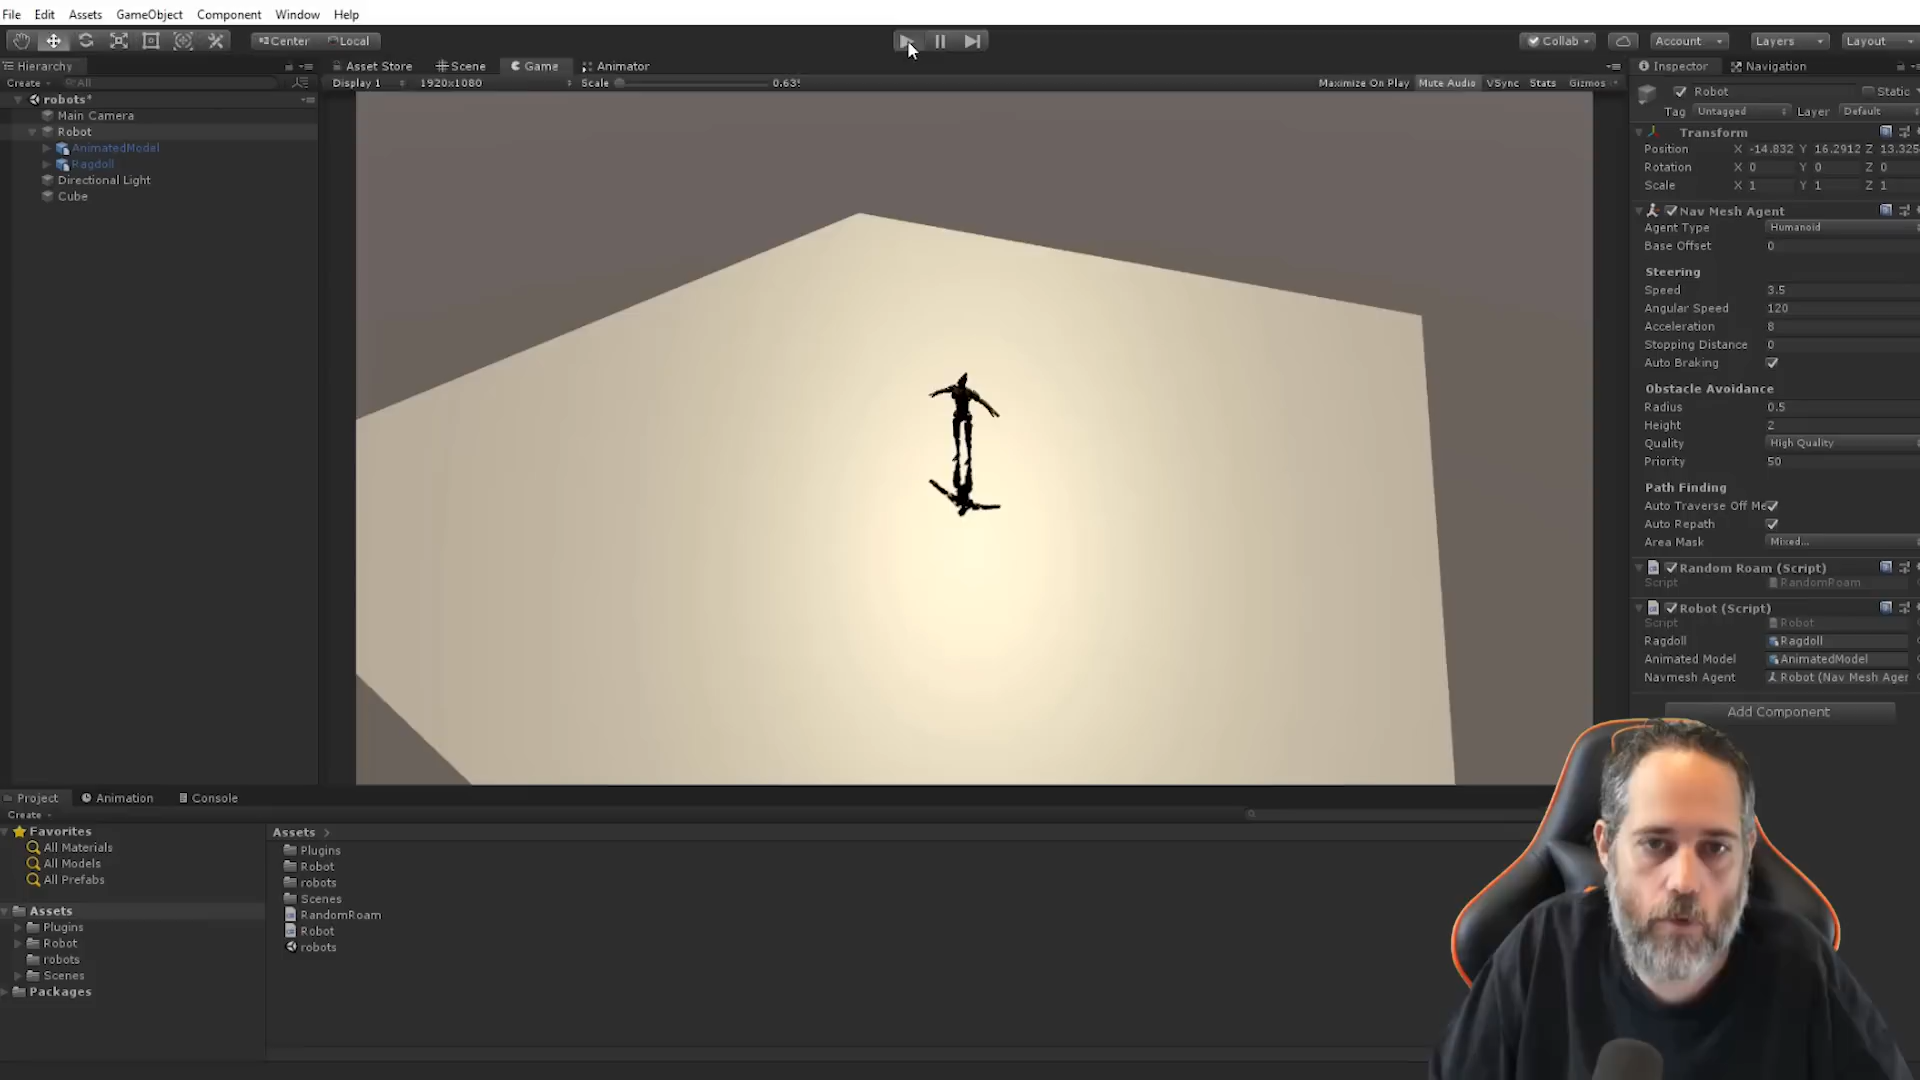 File Edit Assets GameObject Component Window Help
Center Local Collab Account Layers Layout
Hierarchy
Create All
robots*
Main Camera
Robot
AnimatedModel
Ragdoll
Directional Light
Cube
Asset Store Scene Game Animator
Display 1 1920x1080 Scale Maximize On Play Mute Audio VSync Stats Gizmos
Inspector Navigation
Robot Static
Tag Untagged Layer Default
Transform
Position X -14.832 Y 16.2912 Z 13.325
Rotation X 0 Y 0 Z 0
Scale X 1 Y 1 Z 1
Nav Mesh Agent
Agent Type Humanoid
Base Offset 0
Steering
Speed 3.5
Angular Speed 120
Acceleration 8
Stopping Distance 0
Auto Braking
Obstacle Avoidance
Radius 0.5
Height 2
Quality High Quality
Priority 50
Path Finding
Auto Traverse Off Me
Auto Repath
Area Mask Mixed...
Random Roam (Script)
Script RandomRoam
Robot (Script)
Script Robot
Ragdoll Ragdoll
Animated Model AnimatedModel
Navmesh Agent Robot (Nav Mesh Ager
Add Component
Project Animation Console
Create
Favorites
All Materials
All Models
All Prefabs
Assets
Plugins
Robot
robots
Scenes
Packages
Assets
Plugins
Robot
robots
Scenes
RandomRoam
Robot
robots